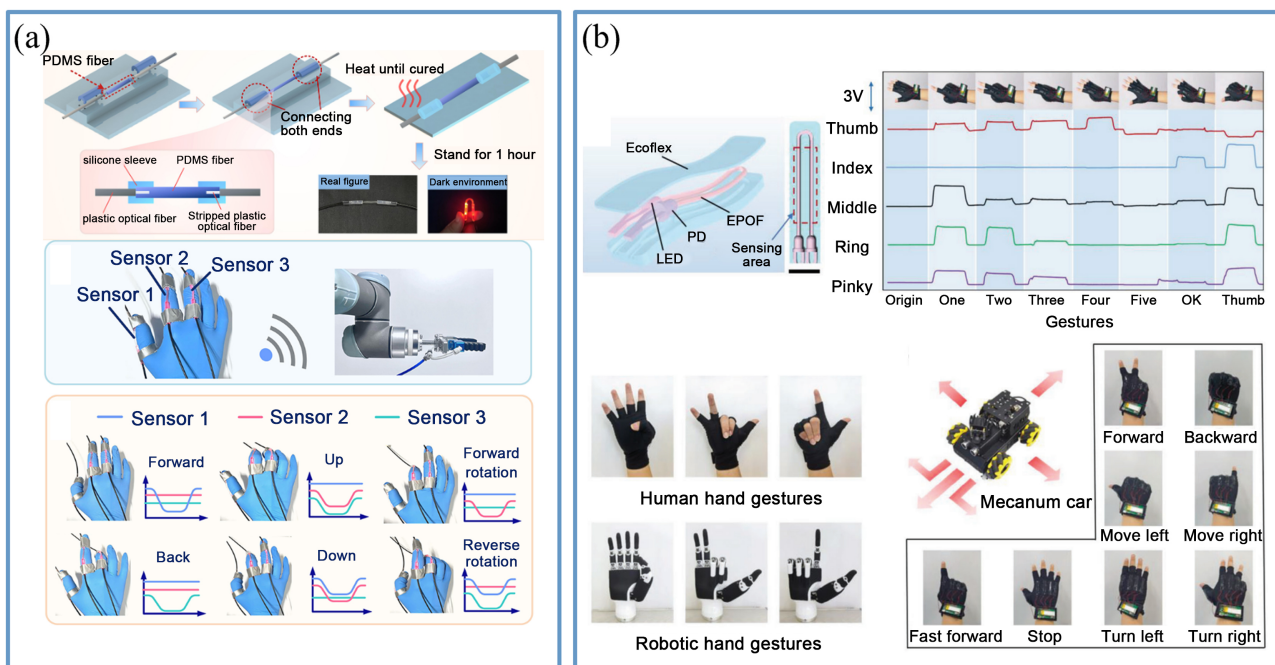 (a)
PDMS fiber
Connecting
both ends
Heat until cured
silicone sleeve
PDMS fiber
plastic optical fiber
Stripped plastic
optical fiber
Stand for 1 hour
Real figure
Dark environment
Sensor 1
Sensor 2
Sensor 3
Sensor 1
Sensor 2
Sensor 3
Forward
Up
Forward
rotation
Back
Down
Reverse
rotation
(b)
Ecoflex
EPOF
PD
LED
Sensing
area
3V
Thumb
Index
Middle
Ring
Pinky
Origin
One
Two
Three
Four
Five
OK
Thumb
Gestures
Human hand gestures
Robotic hand gestures
Mecanum car
Forward
Backward
Move left
Move right
Fast forward
Stop
Turn left
Turn right